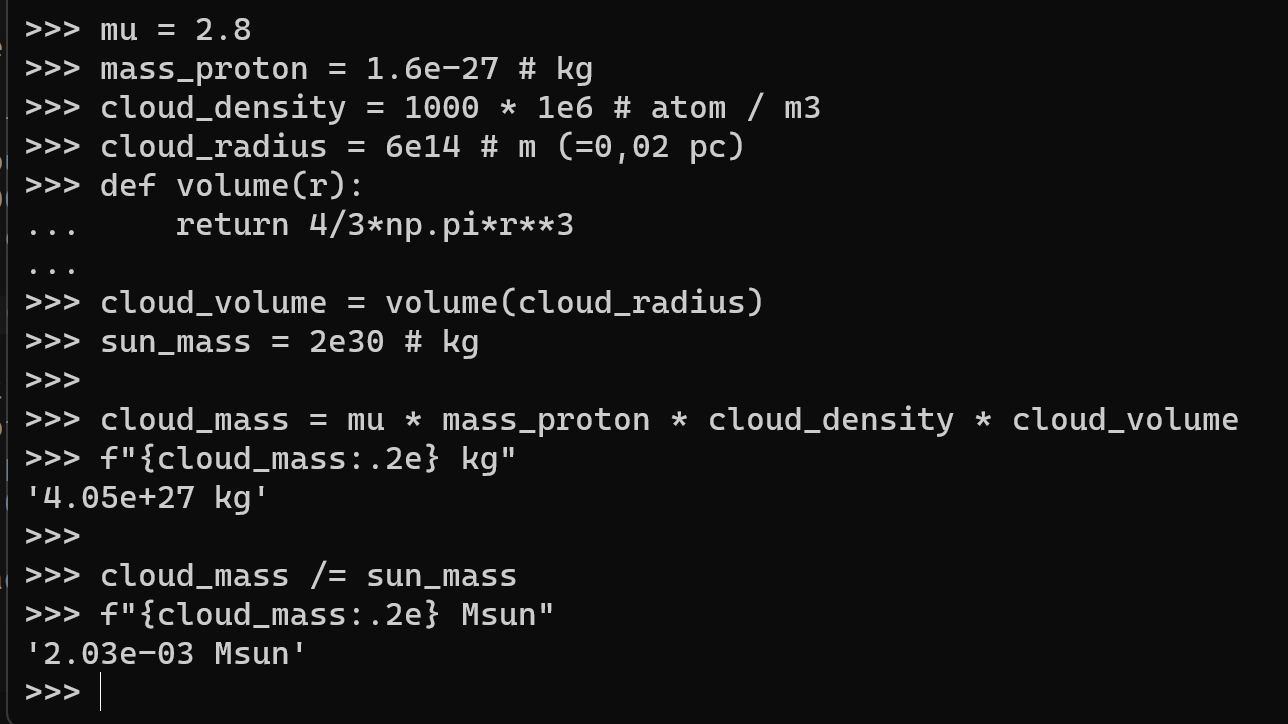 >>> mu = 2.8
>>> mass_proton = 1.6e-27 # kg
>>> cloud_density = 1000 * 1e6 # atom / m3
>>> cloud_radius = 6e14 # m (=0,02 pc)
>>> def volume(r):
...     return 4/3*np.pi*r**3
...
>>> cloud_volume = volume(cloud_radius)
>>> sun_mass = 2e30 # kg
>>>
>>> cloud_mass = mu * mass_proton * cloud_density * cloud_volume
>>> f"{cloud_mass:.2e} kg"
'4.05e+27 kg'
>>>
>>> cloud_mass /= sun_mass
>>> f"{cloud_mass:.2e} Msun"
'2.03e-03 Msun'
>>>